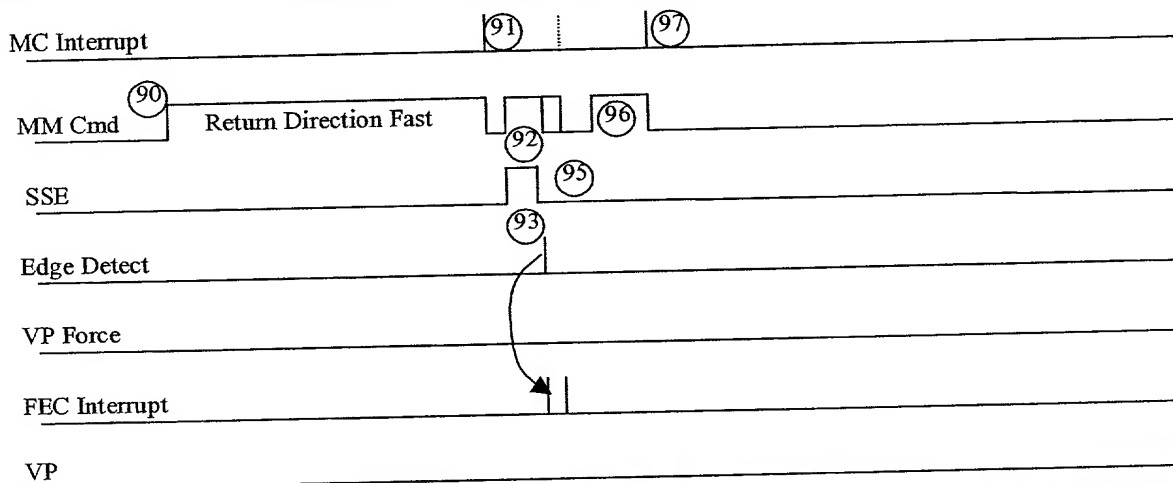 91 97
MC Interrupt
90
MM Cmd Return Direction Fast 96
92
95
SSE
93
Edge Detect
VP Force
FEC Interrupt
VP